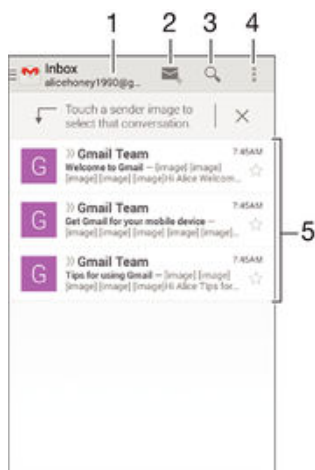 1 2 3 4
Inbox
alicehoney1990@g...
Touch a sender image to
select that conversation
G
Gmail Team 7:45AM
Welcome to Gmail – [image] [image]
[image] [image] [image]Hi Alice Welcom...
G
Gmail Team 7:45AM
Get Gmail for your mobile device –
[image] [image] [image] [image] [image]...
G
Gmail Team 7:45AM
Tips for using Gmail – [image] [image]
[image] [image] [image]Hi Alice Tips for...
5